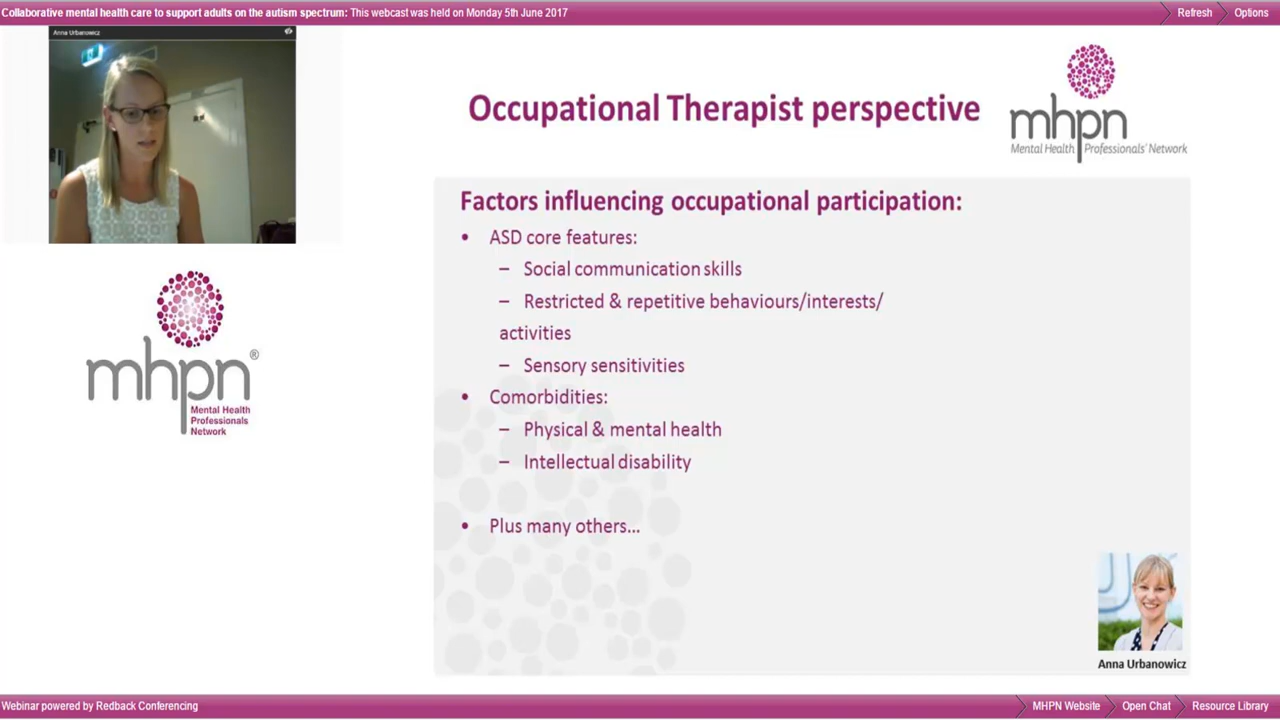 Collaborative mental health care to support adults on the autism spectrum: This webcast was held on Monday 5th June 2017
Refresh
Options
Anna Urbanowicz
Occupational Therapist perspective
mhpn
Mental Health Professionals' Network
Factors influencing occupational participation:
• ASD core features:
– Social communication skills
– Restricted & repetitive behaviours/interests/
activities
– Sensory sensitivities
• Comorbidities:
– Physical & mental health
– Intellectual disability
• Plus many others...
mhpn®
Mental Health
Professionals
Network
Anna Urbanowicz
Webinar powered by Redback Conferencing
MHPN Website
Open Chat
Resource Library